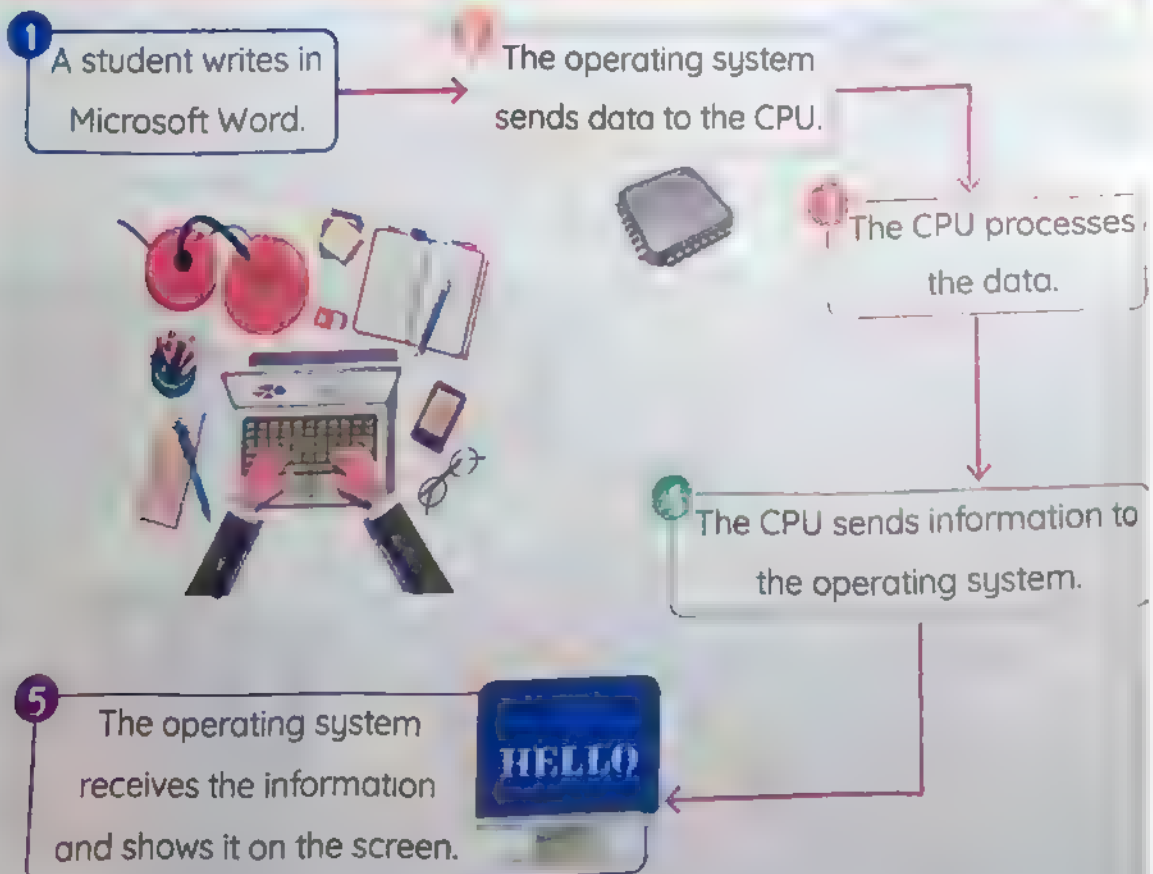 1
A student writes in
Microsoft Word.
The operating system
sends data to the CPU.
The CPU processes
the data.
4
The CPU sends information to
the operating system.
5
The operating system
receives the information
and shows it on the screen.
HELLO